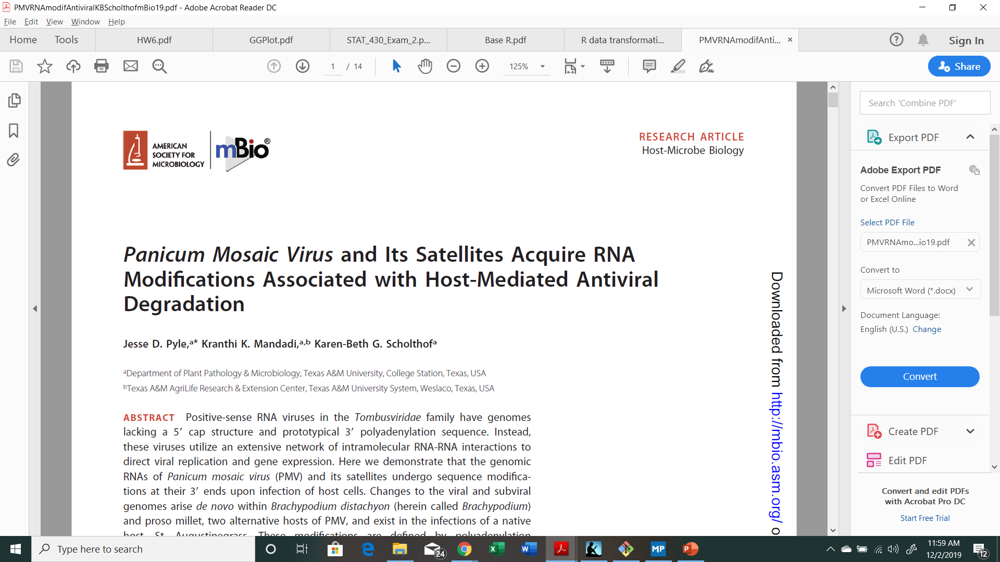 PMVRNAmodifAntiviralKBScholthofmBio19.pdf - Adobe Acrobat Reader DC
File Edit View Window Help
Home Tools HW6.pdf GGPlot.pdf STAT_430_Exam_2.p... Base R.pdf R data transformati... PMVRNAmodifAnti... Sign In
1 / 14 125% Share
AMERICAN
SOCIETY FOR
MICROBIOLOGY
mBio®
RESEARCH ARTICLE
Host-Microbe Biology
Panicum Mosaic Virus and Its Satellites Acquire RNA
Modifications Associated with Host-Mediated Antiviral
Degradation
Jesse D. Pyle,a* Kranthi K. Mandadi,a,b Karen-Beth G. Scholthofa
aDepartment of Plant Pathology & Microbiology, Texas A&M University, College Station, Texas, USA
bTexas A&M AgriLife Research & Extension Center, Texas A&M University System, Weslaco, Texas, USA
ABSTRACT Positive-sense RNA viruses in the Tombusviridae family have genomes
lacking a 5′ cap structure and prototypical 3′ polyadenylation sequence. Instead,
these viruses utilize an extensive network of intramolecular RNA-RNA interactions to
direct viral replication and gene expression. Here we demonstrate that the genomic
RNAs of Panicum mosaic virus (PMV) and its satellites undergo sequence modifica-
tions at their 3′ ends upon infection of host cells. Changes to the viral and subviral
genomes arise de novo within Brachypodium distachyon (herein called Brachypodium)
and proso millet, two alternative hosts of PMV, and exist in the infections of a native
host, St. Augustinegrass. These modifications are defined by polyadenylation
Downloaded from http://mbio.asm.org/ o
Search 'Combine PDF'
Export PDF
Adobe Export PDF
Convert PDF Files to Word
or Excel Online
Select PDF File
PMVRNAmo...io19.pdf
Convert to
Microsoft Word (*.docx)
Document Language:
English (U.S.) Change
Convert
Create PDF
Edit PDF
Convert and edit PDFs
with Acrobat Pro DC
Start Free Trial
Type here to search
24
MP
11:59 AM
12/2/2019
12